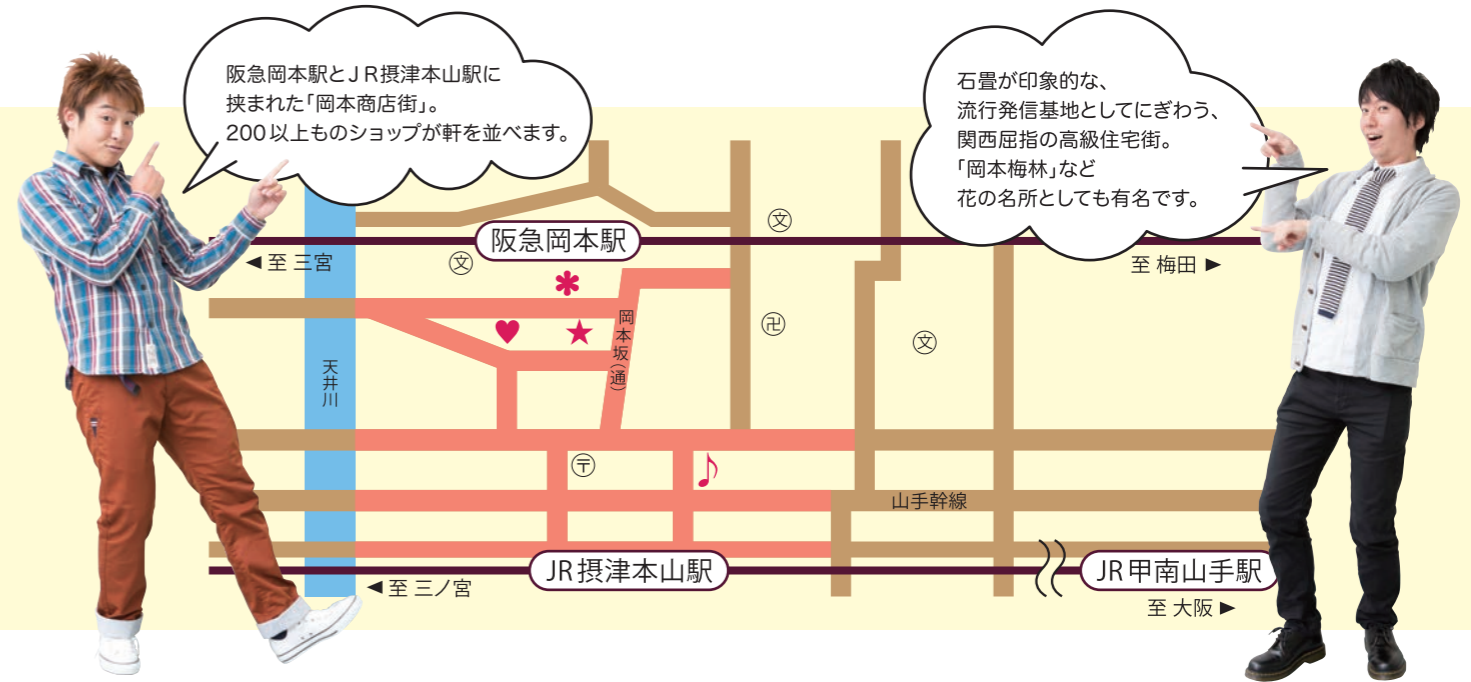 阪急岡本駅とJR摂津本山駅に
挟まれた「岡本商店街」。
200以上ものショップが軒を並べます。
石畳が印象的な、
流行発信基地としてにぎわう、
関西屈指の高級住宅街。
「岡本梅林」など
花の名所としても有名です。
文
阪急岡本駅
◀ 至 三宮
文
至 梅田 ▶
岡本坂(通)
卍
文
天井川
〒
♪
山手幹線
JR摂津本山駅
JR甲南山手駅
◀ 至 三ノ宮
至 大阪 ▶